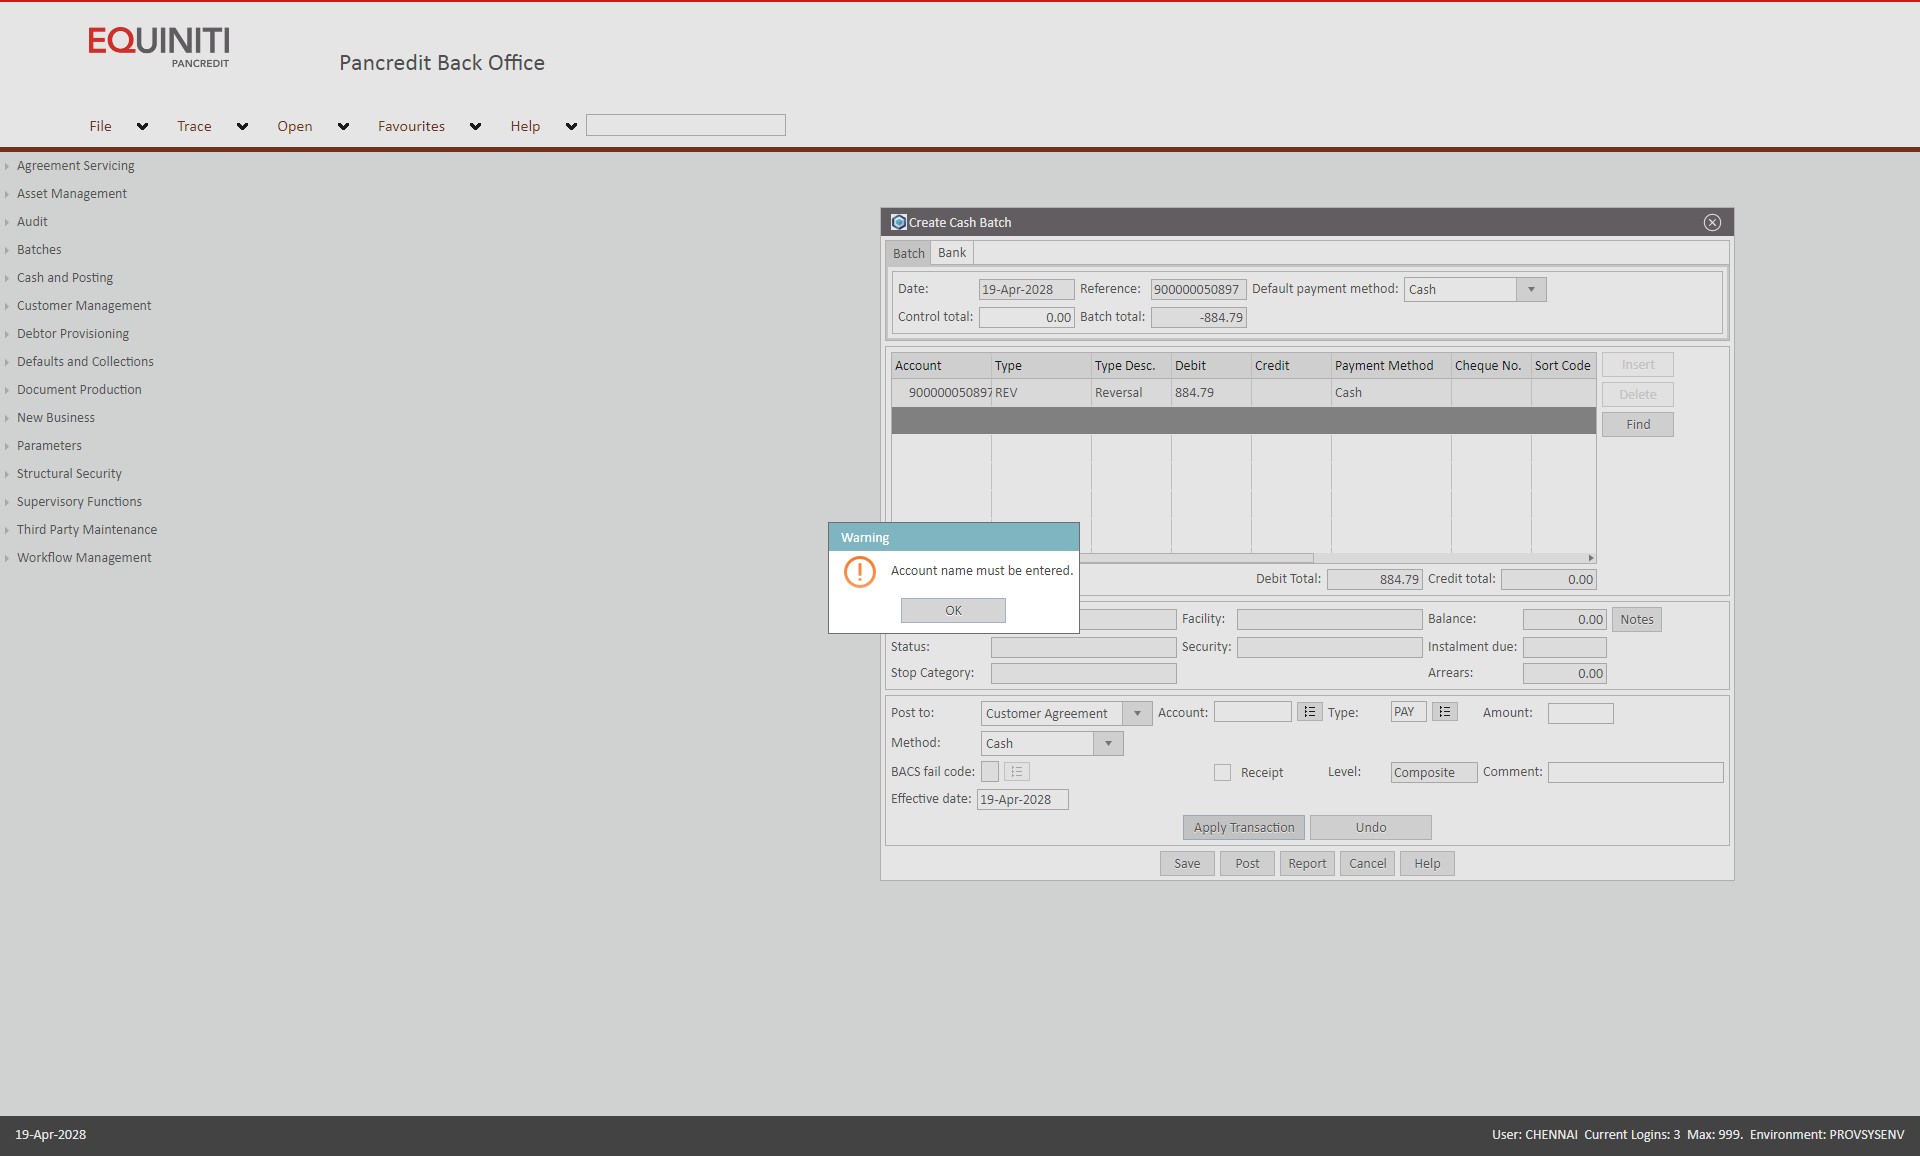 EQUINITI
PANCREDIT
Pancredit Back Office
File Trace Open Favourites Help
Agreement Servicing
Asset Management
Audit
Batches
Cash and Posting
Customer Management
Debtor Provisioning
Defaults and Collections
Document Production
New Business
Parameters
Structural Security
Supervisory Functions
Third Party Maintenance
Workflow Management
Create Cash Batch
Batch Bank
Date: 19-Apr-2028 Reference: 900000050897 Default payment method: Cash
Control total: 0.00 Batch total: -884.79
Account Type Type Desc. Debit Credit Payment Method Cheque No. Sort Code Insert
900000050897 REV Reversal 884.79 Cash Delete
Find
Warning
Account name must be entered.
OK
Debit Total: 884.79 Credit total: 0.00
Facility: Balance: 0.00 Notes
Status: Security: Instalment due:
Stop Category: Arrears: 0.00
Post to: Customer Agreement Account: Type: PAY Amount:
Method: Cash
BACS fail code: Receipt Level: Composite Comment:
Effective date: 19-Apr-2028
Apply Transaction Undo
Save Post Report Cancel Help
19-Apr-2028 User: CHENNAI Current Logins: 3 Max: 999. Environment: PROVSYSENV